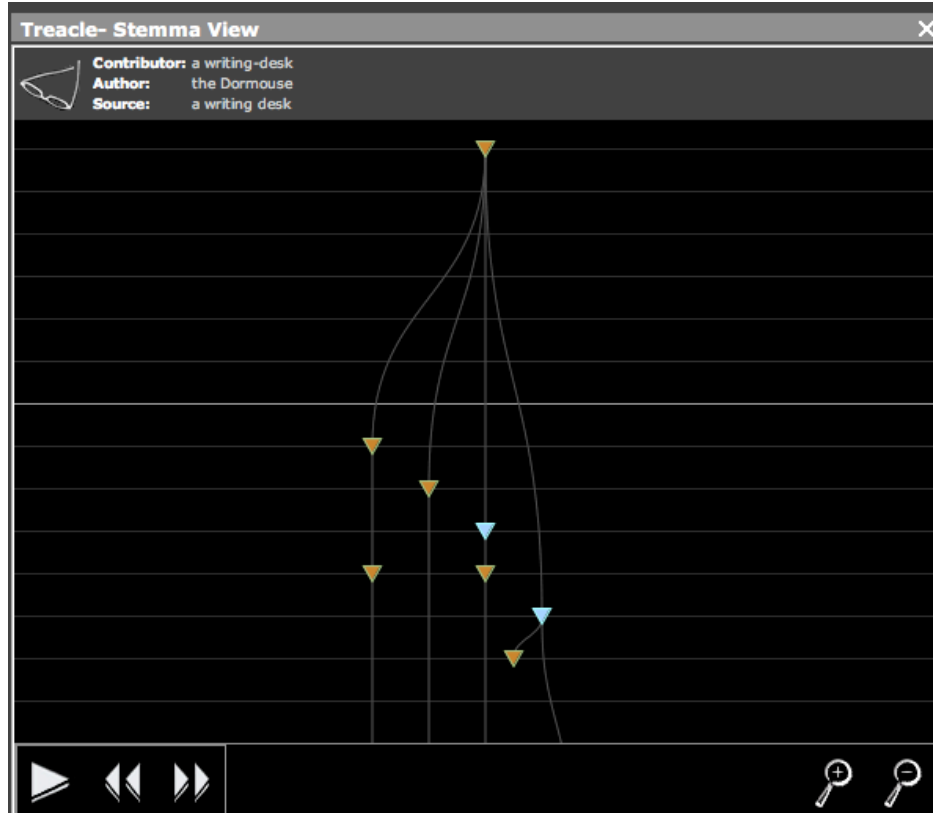 Treacle- Stemma View
Contributor: a writing-desk
Author: the Dormouse
Source: a writing desk